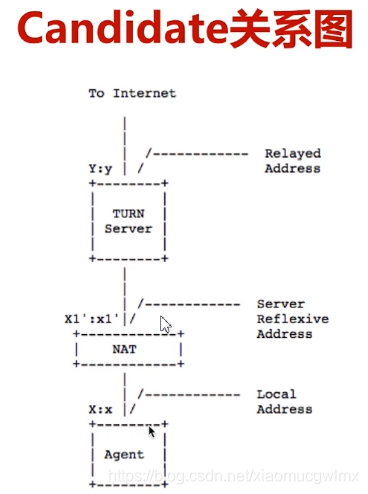 Candidate关系图
To Internet
Relayed
Y:y
Address
TURN
Server
Server
X1':x1'
Reflexive
Address
NAT
Local
X:x
Address
Agent
https://blog.csdn.net/xiaomucgwlmx